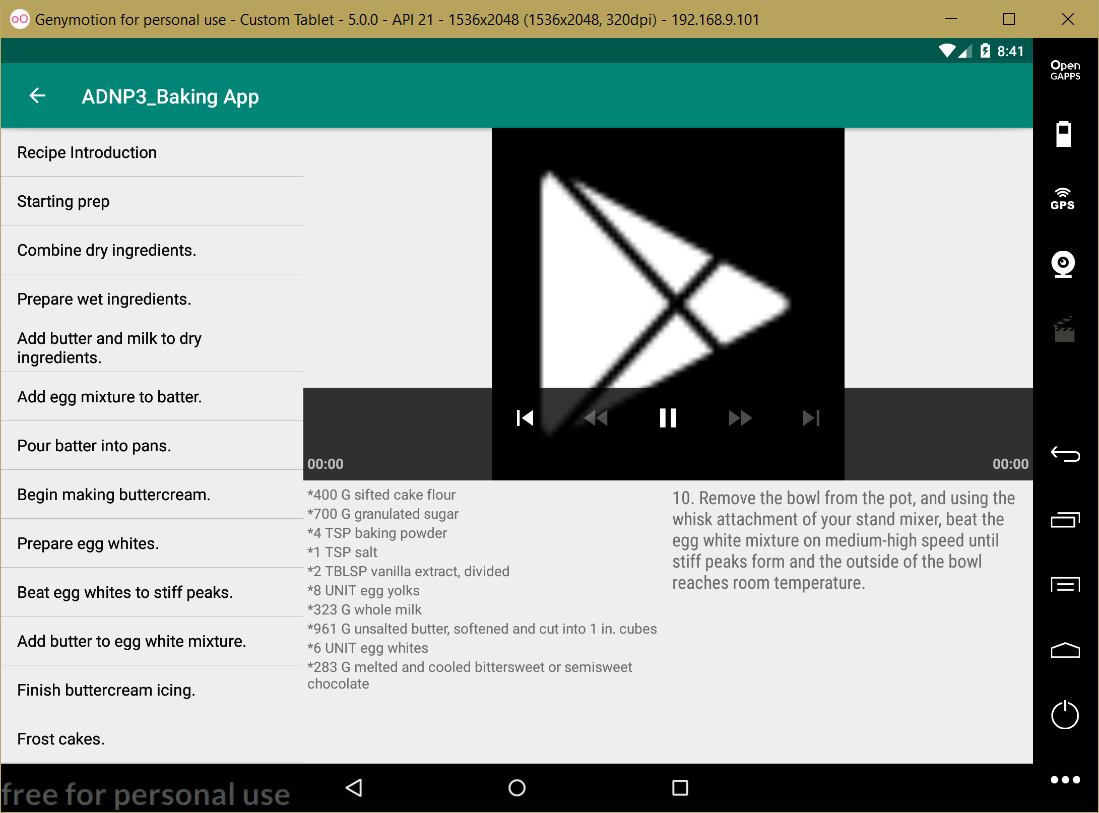 Genymotion for personal use - Custom Tablet - 5.0.0 - API 21 - 1536x2048 (1536x2048, 320dpi) - 192.168.9.101
8:41
ADNP3_Baking App
Recipe Introduction
Starting prep
Combine dry ingredients.
Prepare wet ingredients.
Add butter and milk to dry
ingredients.
Add egg mixture to batter.
Pour batter into pans.
Begin making buttercream.
Prepare egg whites.
Beat egg whites to stiff peaks.
Add butter to egg white mixture.
Finish buttercream icing.
Frost cakes.
00:00
00:00
*400 G sifted cake flour
*700 G granulated sugar
*4 TSP baking powder
*1 TSP salt
*2 TBLSP vanilla extract, divided
*8 UNIT egg yolks
*323 G whole milk
*961 G unsalted butter, softened and cut into 1 in. cubes
*6 UNIT egg whites
*283 G melted and cooled bittersweet or semisweet
chocolate
10. Remove the bowl from the pot, and using the
whisk attachment of your stand mixer, beat the
egg white mixture on medium-high speed until
stiff peaks form and the outside of the bowl
reaches room temperature.
Open
GAPPS
GPS
free for personal use